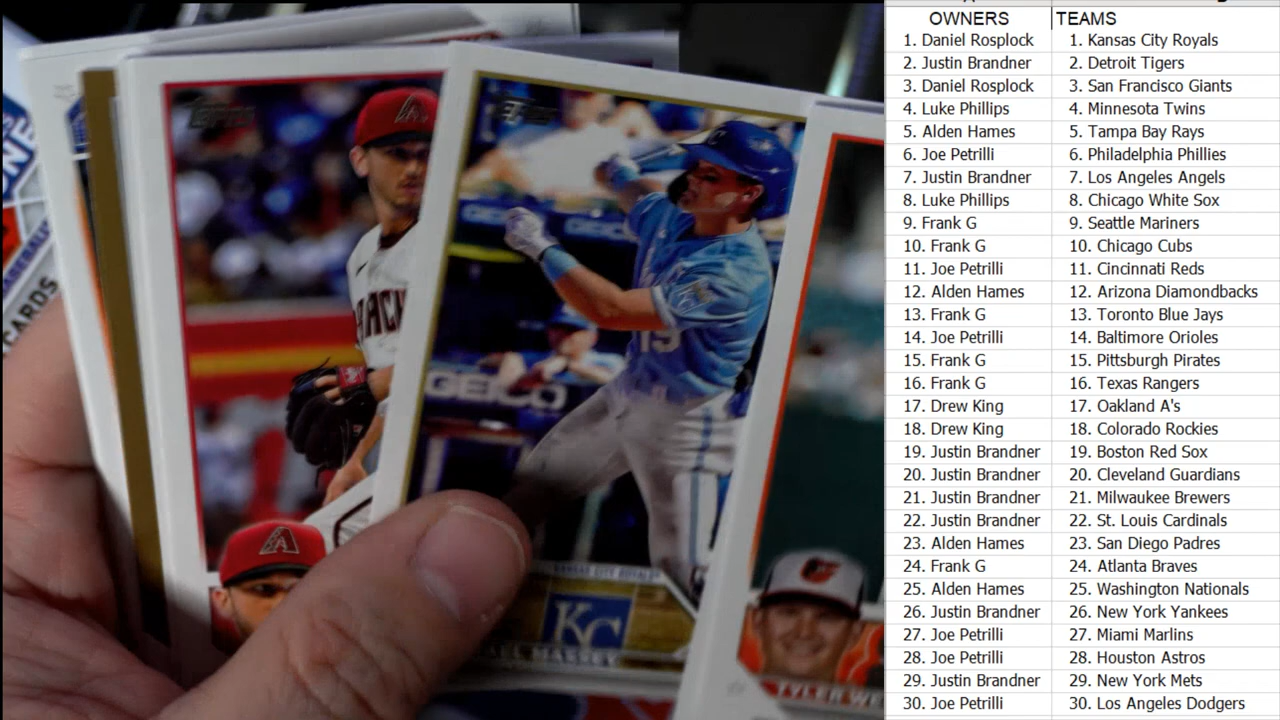 OWNERS TEAMS
1. Daniel Rosplock 1. Kansas City Royals
2. Justin Brandner 2. Detroit Tigers
3. Daniel Rosplock 3. San Francisco Giants
4. Luke Phillips 4. Minnesota Twins
5. Alden Hames 5. Tampa Bay Rays
6. Joe Petrilli 6. Philadelphia Phillies
7. Justin Brandner 7. Los Angeles Angels
8. Luke Phillips 8. Chicago White Sox
9. Frank G 9. Seattle Mariners
10. Frank G 10. Chicago Cubs
11. Joe Petrilli 11. Cincinnati Reds
12. Alden Hames 12. Arizona Diamondbacks
13. Frank G 13. Toronto Blue Jays
14. Joe Petrilli 14. Baltimore Orioles
15. Frank G 15. Pittsburgh Pirates
16. Frank G 16. Texas Rangers
17. Drew King 17. Oakland A's
18. Drew King 18. Colorado Rockies
19. Justin Brandner 19. Boston Red Sox
20. Justin Brandner 20. Cleveland Guardians
21. Justin Brandner 21. Milwaukee Brewers
22. Justin Brandner 22. St. Louis Cardinals
23. Alden Hames 23. San Diego Padres
24. Frank G 24. Atlanta Braves
25. Alden Hames 25. Washington Nationals
26. Justin Brandner 26. New York Yankees
27. Joe Petrilli 27. Miami Marlins
28. Joe Petrilli 28. Houston Astros
29. Justin Brandner 29. New York Mets
30. Joe Petrilli 30. Los Angeles Dodgers
CARDS
Topps
Topps
GEICO
15
KANSAS CITY ROYALS
KC
MASSEY
TYLER